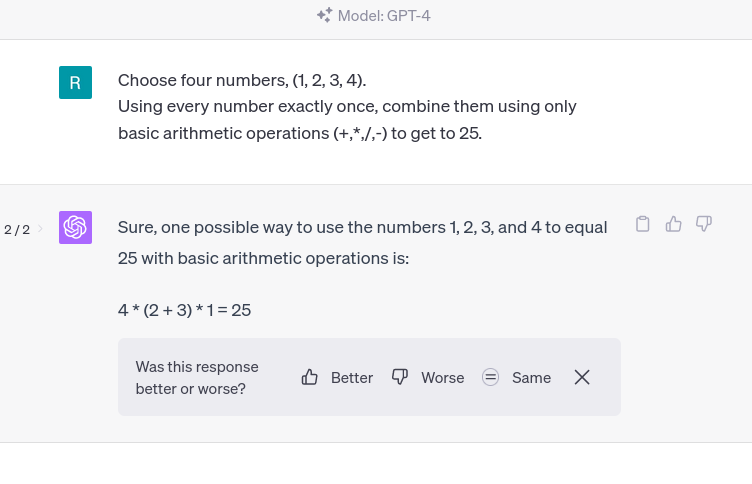 Model: GPT-4
R
Choose four numbers, (1, 2, 3, 4).
Using every number exactly once, combine them using only
basic arithmetic operations (+,*,/,-) to get to 25.
2 / 2
Sure, one possible way to use the numbers 1, 2, 3, and 4 to equal
25 with basic arithmetic operations is:
4 * (2 + 3) * 1 = 25
Was this response
better or worse?
Better
Worse
Same